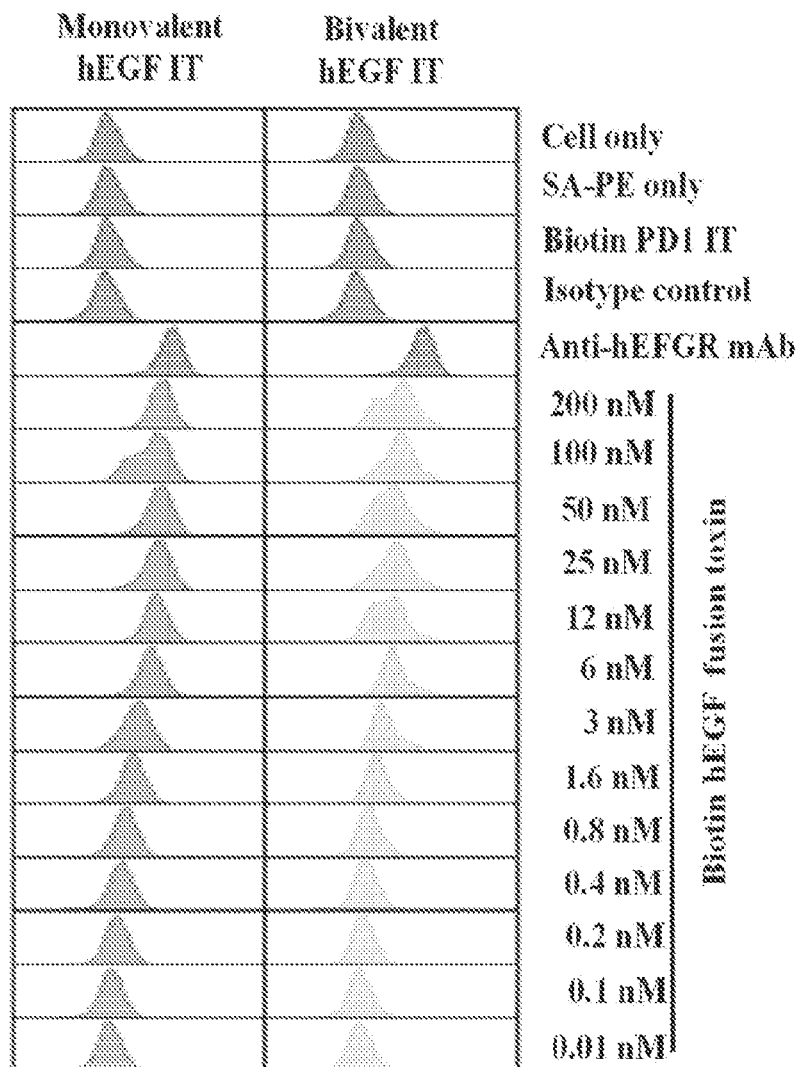 Monovalent
hEGF IT
Bivalent
hEGF IT
Cell only
SA-PE only
Biotin PD1 IT
Isotype control
Anti-hEFGR mAb
200 nM
100 nM
50 nM
25 nM
12 nM
6 nM
3 nM
1.6 nM
0.8 nM
0.4 nM
0.2 nM
0.1 nM
0.01 nM
Biotin hEGF fusion toxin